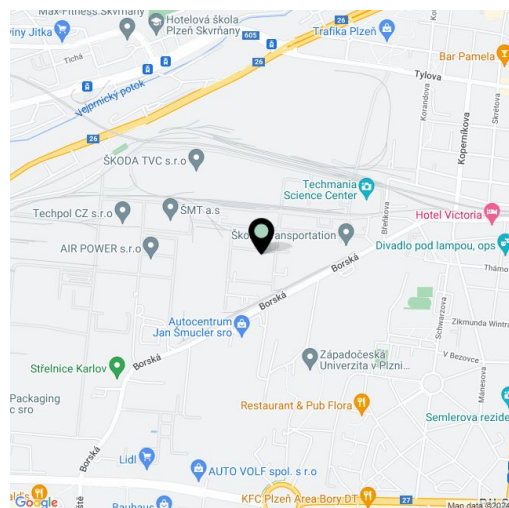 Max Fitness Skvrňany
Hotelová škola
Plzeň Skvrňany
viny Jitka
26
605
Trafika Plzeň
Bar Pamela
Tichá
26
Tylova
Vejprnický potok
Korandova
Skrétova
Koperníkova
26
ŠKODA TVC s.r.o
Techmania
Science Center
Techpol CZ s.r.o
ŠMT a.s
Hotel Victoria
Břeňkova
AIR POWER s.r.o
Divadlo pod lampou, ops
Borská
Thámo
Borská
Schwarzova
Autocentrum
Jan Šmucler sro
Zikmunda Wintra
Borská
Západočeská
Univerzita v Plzni...
V Bezovce
Střelnice Karlov
Mánesova
Packaging
c sro
Restaurant & Pub Flora
Semlerova rezide
Borská
Lidl
AUTO VOLF spol. s r.o
ald's
KFC Plzeň Area Bory DT
27
Bauhaus
Google
Map data ©2024